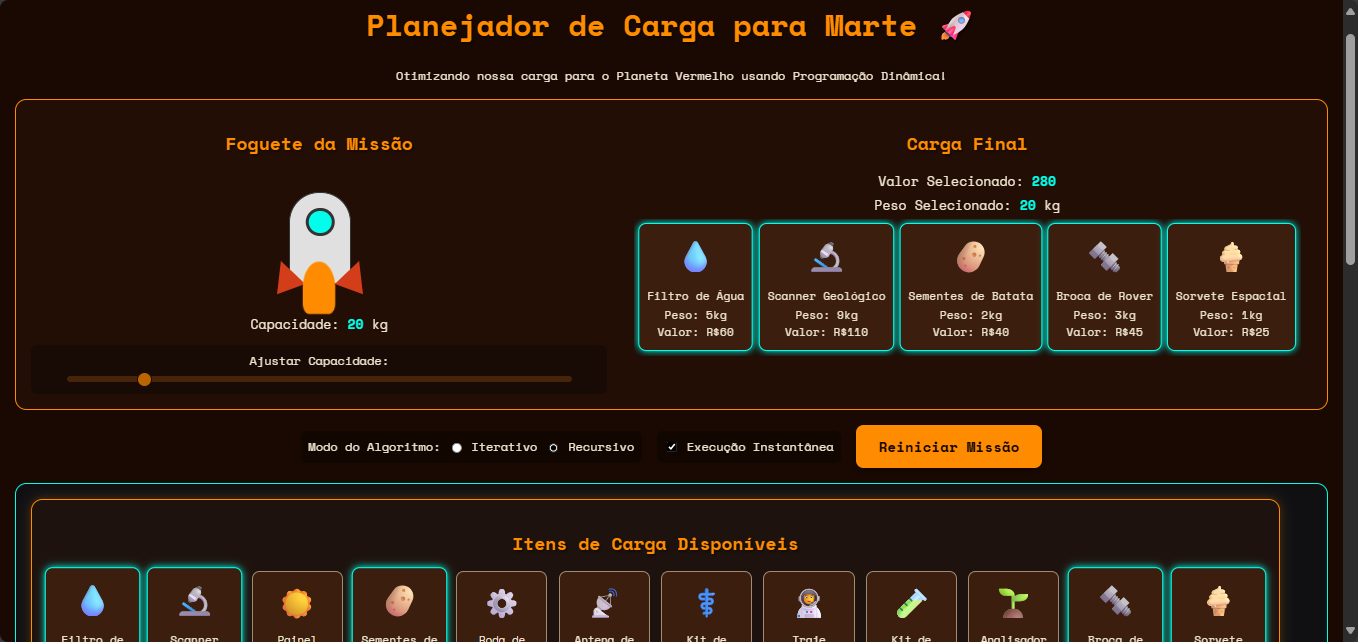 Planejador de Carga para Marte
Otimizando nossa carga para o Planeta Vermelho usando Programação Dinâmica!
Foguete da Missão
Capacidade: 20 kg
Ajustar Capacidade:
Carga Final
Valor Selecionado: 280
Peso Selecionado: 20 kg
Filtro de Água
Peso: 5kg
Valor: R$60
Scanner Geológico
Peso: 9kg
Valor: R$110
Sementes de Batata
Peso: 2kg
Valor: R$40
Broca de Rover
Peso: 3kg
Valor: R$45
Sorvete Espacial
Peso: 1kg
Valor: R$25
Modo do Algoritmo: Iterativo Recursivo
Execução Instantânea
Reiniciar Missão
Itens de Carga Disponíveis
Filtro de
Scanner
Painel
Sementes de
Roda de
Antena de
Kit de
Traje
Kit de
Analisador
Broca de
Sorvete